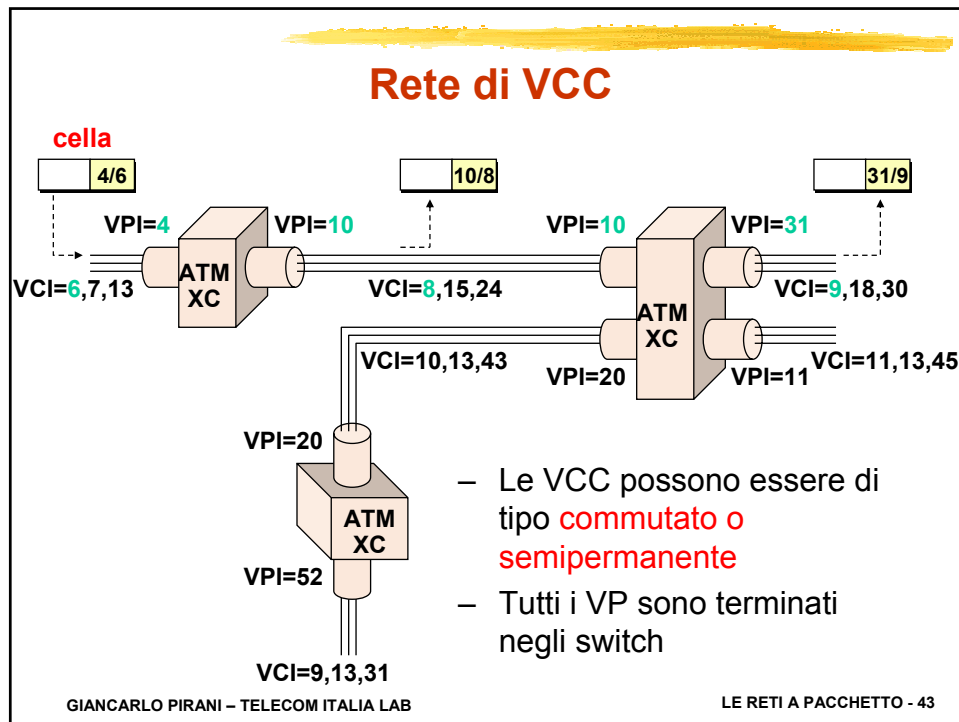 Rete di VCC
cella
4/6
10/8
31/9
VPI=4
VPI=10
VPI=10
VPI=31
ATM
XC
VCI=6,7,13
VCI=8,15,24
VCI=9,18,30
ATM
XC
VCI=10,13,43
VPI=20
VPI=11
VCI=11,13,45
VPI=20
ATM
XC
VPI=52
VCI=9,13,31
– Le VCC possono essere di
tipo commutato o
semipermanente
– Tutti i VP sono terminati
negli switch
GIANCARLO PIRANI – TELECOM ITALIA LAB
LE RETI A PACCHETTO - 43